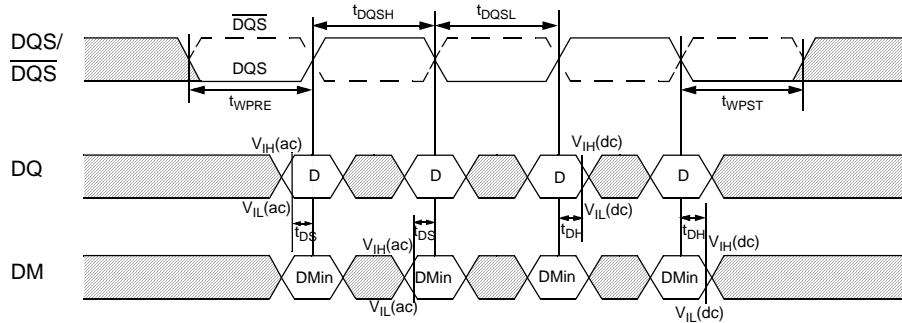 DQS/
DQS
DQS
DQS
tDQSH
tDQSL
tWPRE
tWPST
DQ
VIH(ac)
VIH(dc)
D
D
D
D
VIL(ac)
VIL(dc)
tDS
tDS
tDH
tDH
DM
VIH(ac)
VIH(dc)
DMin
DMin
DMin
DMin
VIL(ac)
VIL(dc)